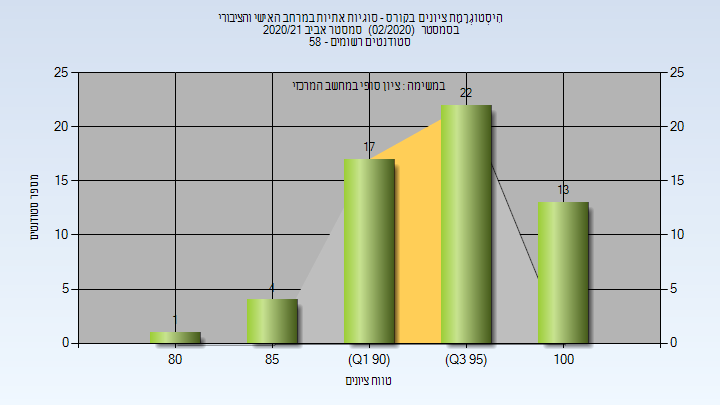 היסטוגרמת ציונים בקורס - סוגיות אתיות במרחב האישי והציבורי
בסמסטר (02/2020) סמסטר אביב 2020/21
סטודנטים רשומים - 58
במשימה : ציון סופי במחשב המרכזי
25 25
20 20
15 15
10 10
5 5
0 0
מספר סטודנטים
1 4 17 22 13
80 85 (Q1 90) (Q3 95) 100
טווח ציונים